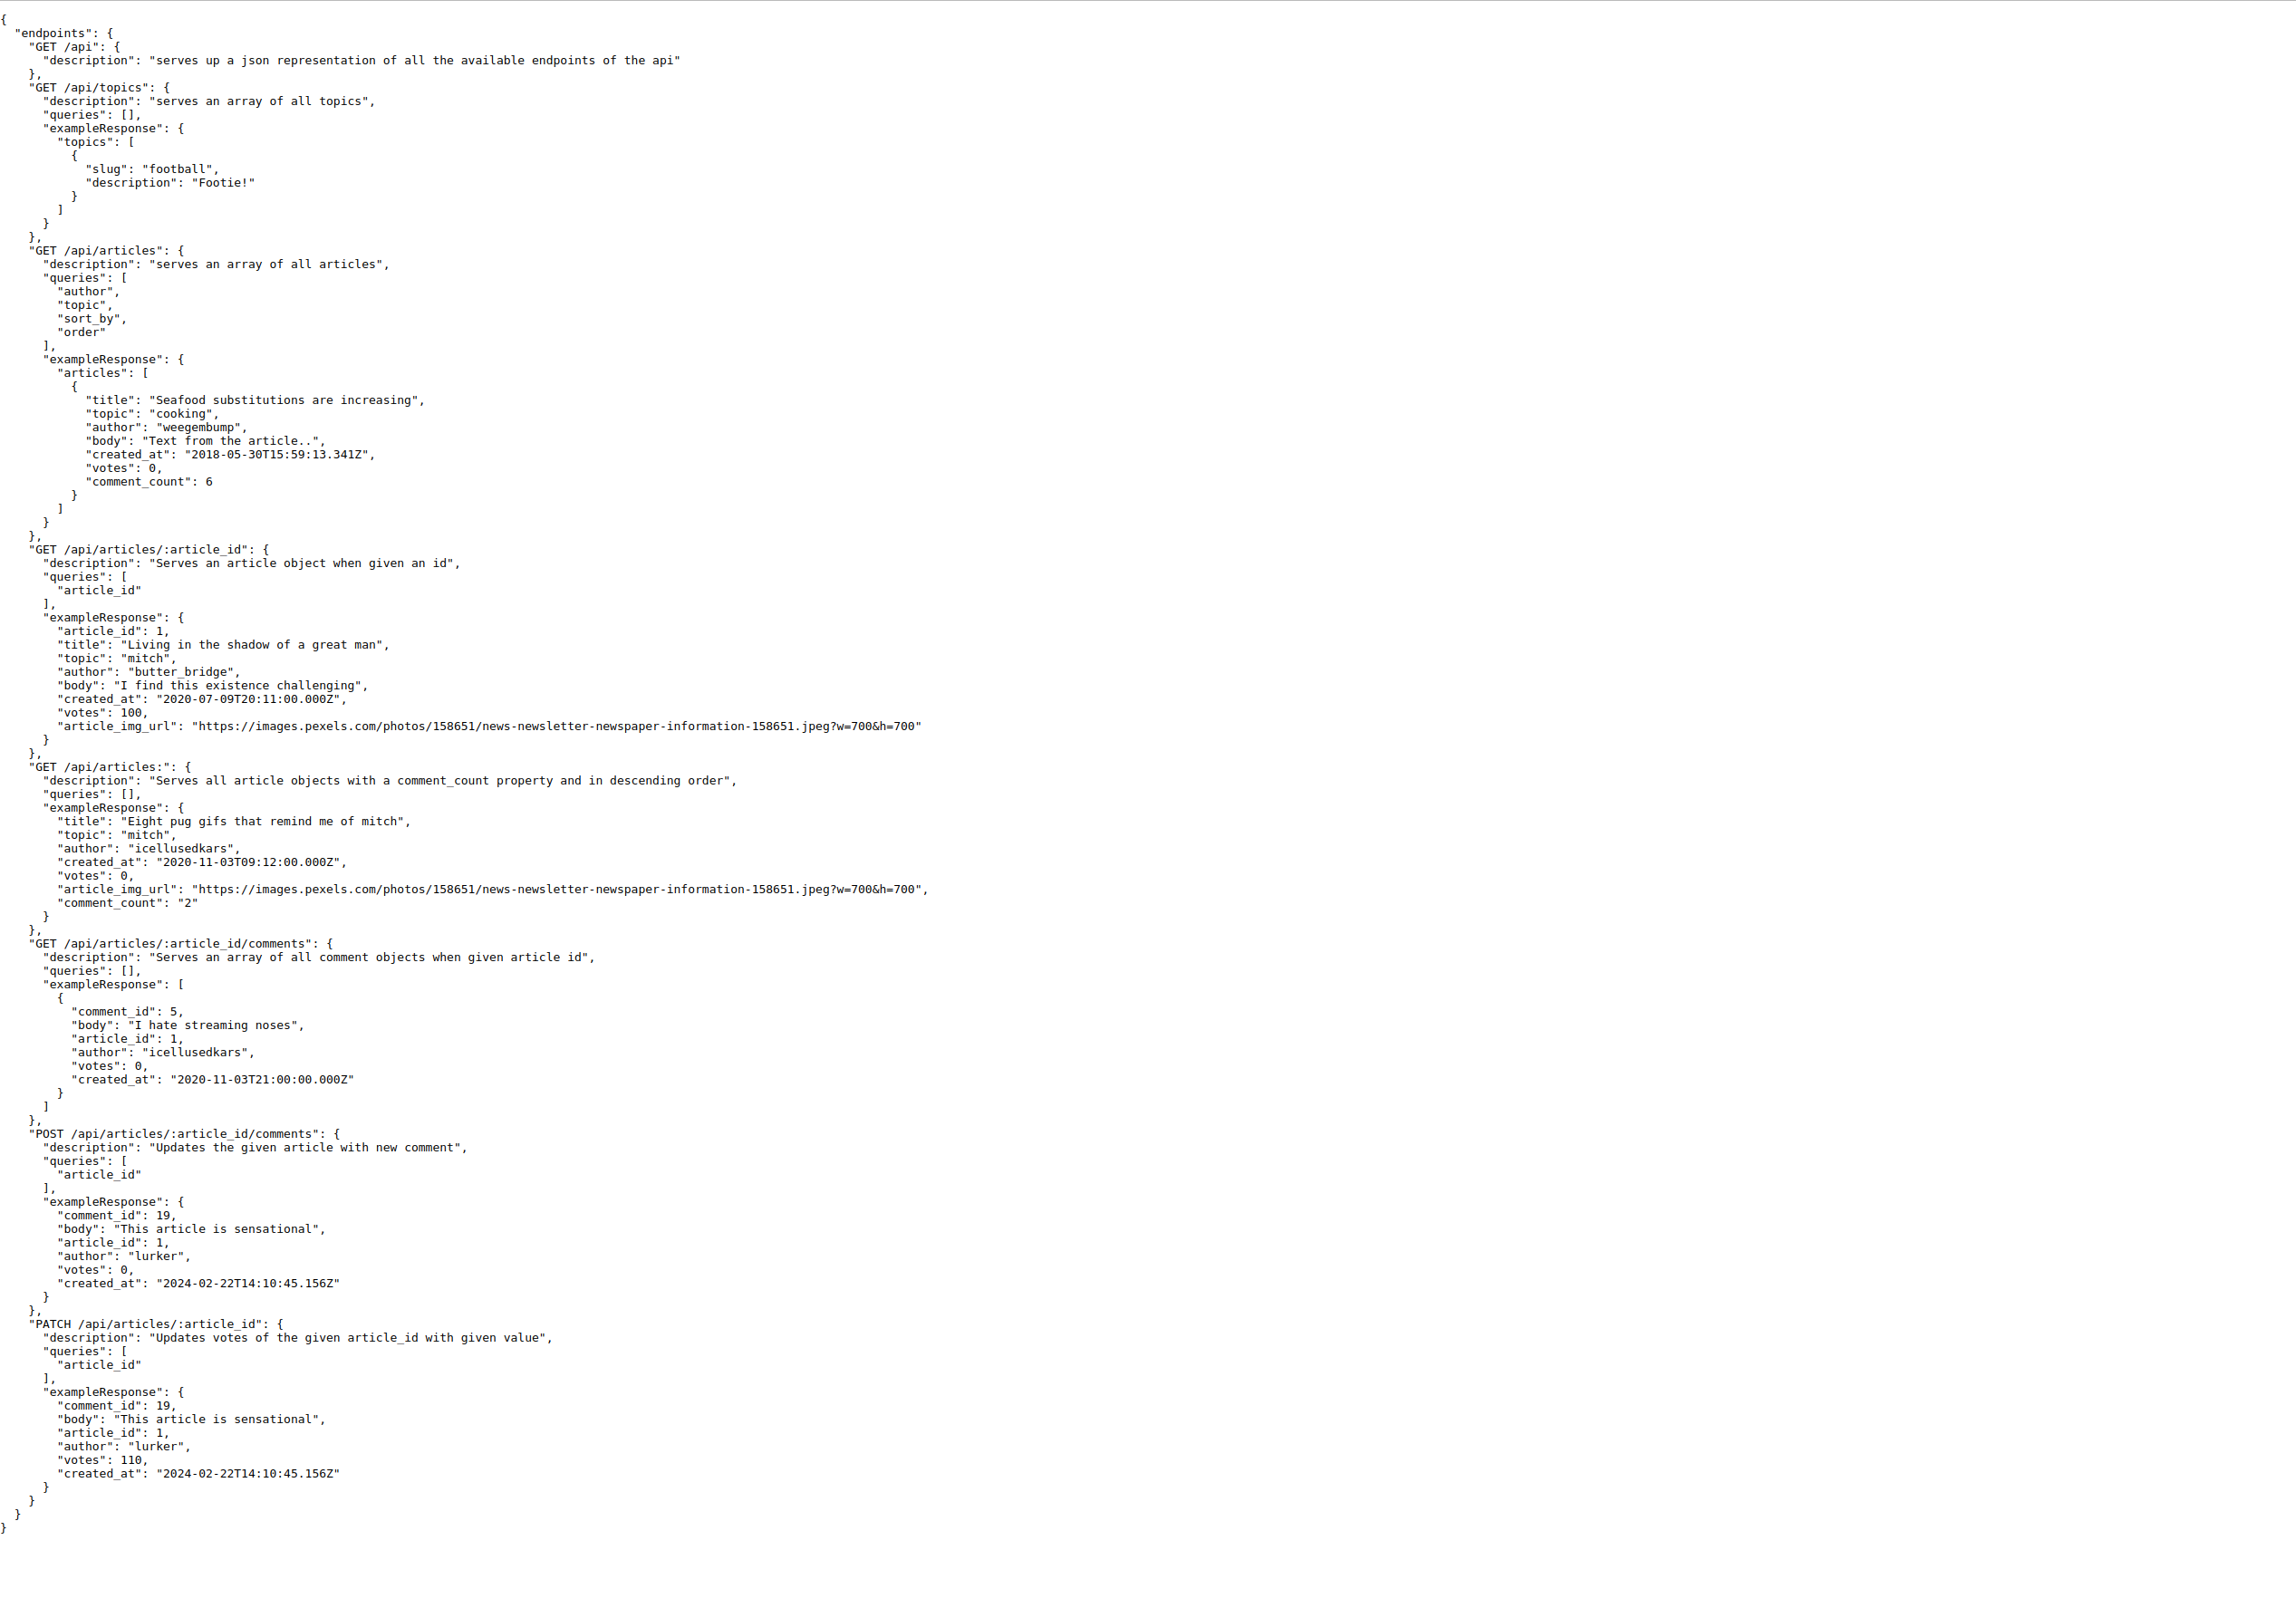 {
  "endpoints": {
    "GET /api": {
      "description": "serves up a json representation of all the available endpoints of the api"
    },
    "GET /api/topics": {
      "description": "serves an array of all topics",
      "queries": [],
      "exampleResponse": {
        "topics": [
          {
            "slug": "football",
            "description": "Footie!"
          }
        ]
      }
    },
    "GET /api/articles": {
      "description": "serves an array of all articles",
      "queries": [
        "author",
        "topic",
        "sort_by",
        "order"
      ],
      "exampleResponse": {
        "articles": [
          {
            "title": "Seafood substitutions are increasing",
            "topic": "cooking",
            "author": "weegembump",
            "body": "Text from the article..",
            "created_at": "2018-05-30T15:59:13.341Z",
            "votes": 0,
            "comment_count": 6
          }
        ]
      }
    },
    "GET /api/articles/:article_id": {
      "description": "Serves an article object when given an id",
      "queries": [
        "article_id"
      ],
      "exampleResponse": {
        "article_id": 1,
        "title": "Living in the shadow of a great man",
        "topic": "mitch",
        "author": "butter_bridge",
        "body": "I find this existence challenging",
        "created_at": "2020-07-09T20:11:00.000Z",
        "votes": 100,
        "article_img_url": "https://images.pexels.com/photos/158651/news-newsletter-newspaper-information-158651.jpeg?w=700&h=700"
      }
    },
    "GET /api/articles:": {
      "description": "Serves all article objects with a comment_count property and in descending order",
      "queries": [],
      "exampleResponse": {
        "title": "Eight pug gifs that remind me of mitch",
        "topic": "mitch",
        "author": "icellusedkars",
        "created_at": "2020-11-03T09:12:00.000Z",
        "votes": 0,
        "article_img_url": "https://images.pexels.com/photos/158651/news-newsletter-newspaper-information-158651.jpeg?w=700&h=700",
        "comment_count": "2"
      }
    },
    "GET /api/articles/:article_id/comments": {
      "description": "Serves an array of all comment objects when given article id",
      "queries": [],
      "exampleResponse": [
        {
          "comment_id": 5,
          "body": "I hate streaming noses",
          "article_id": 1,
          "author": "icellusedkars",
          "votes": 0,
          "created_at": "2020-11-03T21:00:00.000Z"
        }
      ]
    },
    "POST /api/articles/:article_id/comments": {
      "description": "Updates the given article with new comment",
      "queries": [
        "article_id"
      ],
      "exampleResponse": {
        "comment_id": 19,
        "body": "This article is sensational",
        "article_id": 1,
        "author": "lurker",
        "votes": 0,
        "created_at": "2024-02-22T14:10:45.156Z"
      }
    },
    "PATCH /api/articles/:article_id": {
      "description": "Updates votes of the given article_id with given value",
      "queries": [
        "article_id"
      ],
      "exampleResponse": {
        "comment_id": 19,
        "body": "This article is sensational",
        "article_id": 1,
        "author": "lurker",
        "votes": 110,
        "created_at": "2024-02-22T14:10:45.156Z"
      }
    }
  }
}